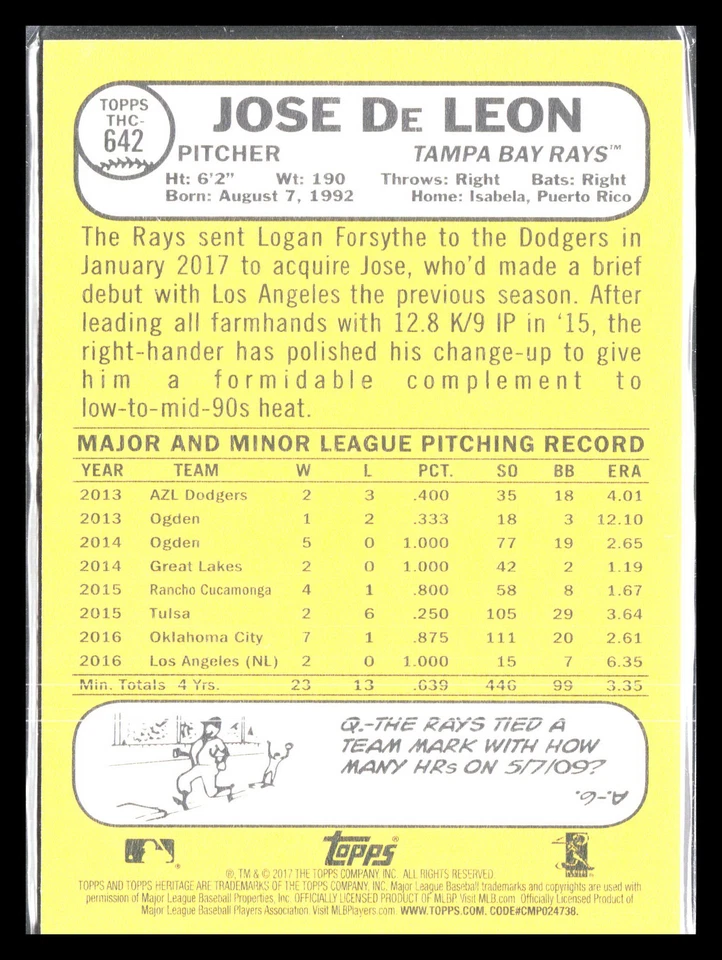 TOPPS
THC-
642
JOSE DE LEON
PITCHER TAMPA BAY RAYS™
Ht: 6'2" Wt: 190 Throws: Right Bats: Right
Born: August 7, 1992 Home: Isabela, Puerto Rico
The Rays sent Logan Forsythe to the Dodgers in
January 2017 to acquire Jose, who'd made a brief
debut with Los Angeles the previous season. After
leading all farmhands with 12.8 K/9 IP in '15, the
right-hander has polished his change-up to give
him a formidable complement to
low-to-mid-90s heat.
MAJOR AND MINOR LEAGUE PITCHING RECORD
YEAR TEAM W L PCT. SO BB ERA
2013 AZL Dodgers 2 3 .400 35 18 4.01
2013 Ogden 1 2 .333 18 3 12.10
2014 Ogden 5 0 1.000 77 19 2.65
2014 Great Lakes 2 0 1.000 42 2 1.19
2015 Rancho Cucamonga 4 1 .800 58 8 1.67
2015 Tulsa 2 6 .250 105 29 3.64
2016 Oklahoma City 7 1 .875 111 20 2.61
2016 Los Angeles (NL) 2 0 1.000 15 7 6.35
Min. Totals 4 Yrs. 23 13 .639 446 99 3.35
Q.-THE RAYS TIED A
TEAM MARK WITH HOW
MANY HRs ON 5/7/09?
A.-6.
topps®
®, TM & © 2017 THE TOPPS COMPANY, INC. ALL RIGHTS RESERVED
TOPPS AND TOPPS HERITAGE ARE TRADEMARKS OF THE TOPPS COMPANY, INC. Major League Baseball trademarks and copyrights are used with
permission of Major League Baseball Properties, Inc. OFFICIALLY LICENSED PRODUCT OF MLBP Visit MLB.com Officially Licensed Product of
Major League Baseball Players Association. Visit MLBPlayers.com. WWW.TOPPS.COM. CODE#CMP024738.